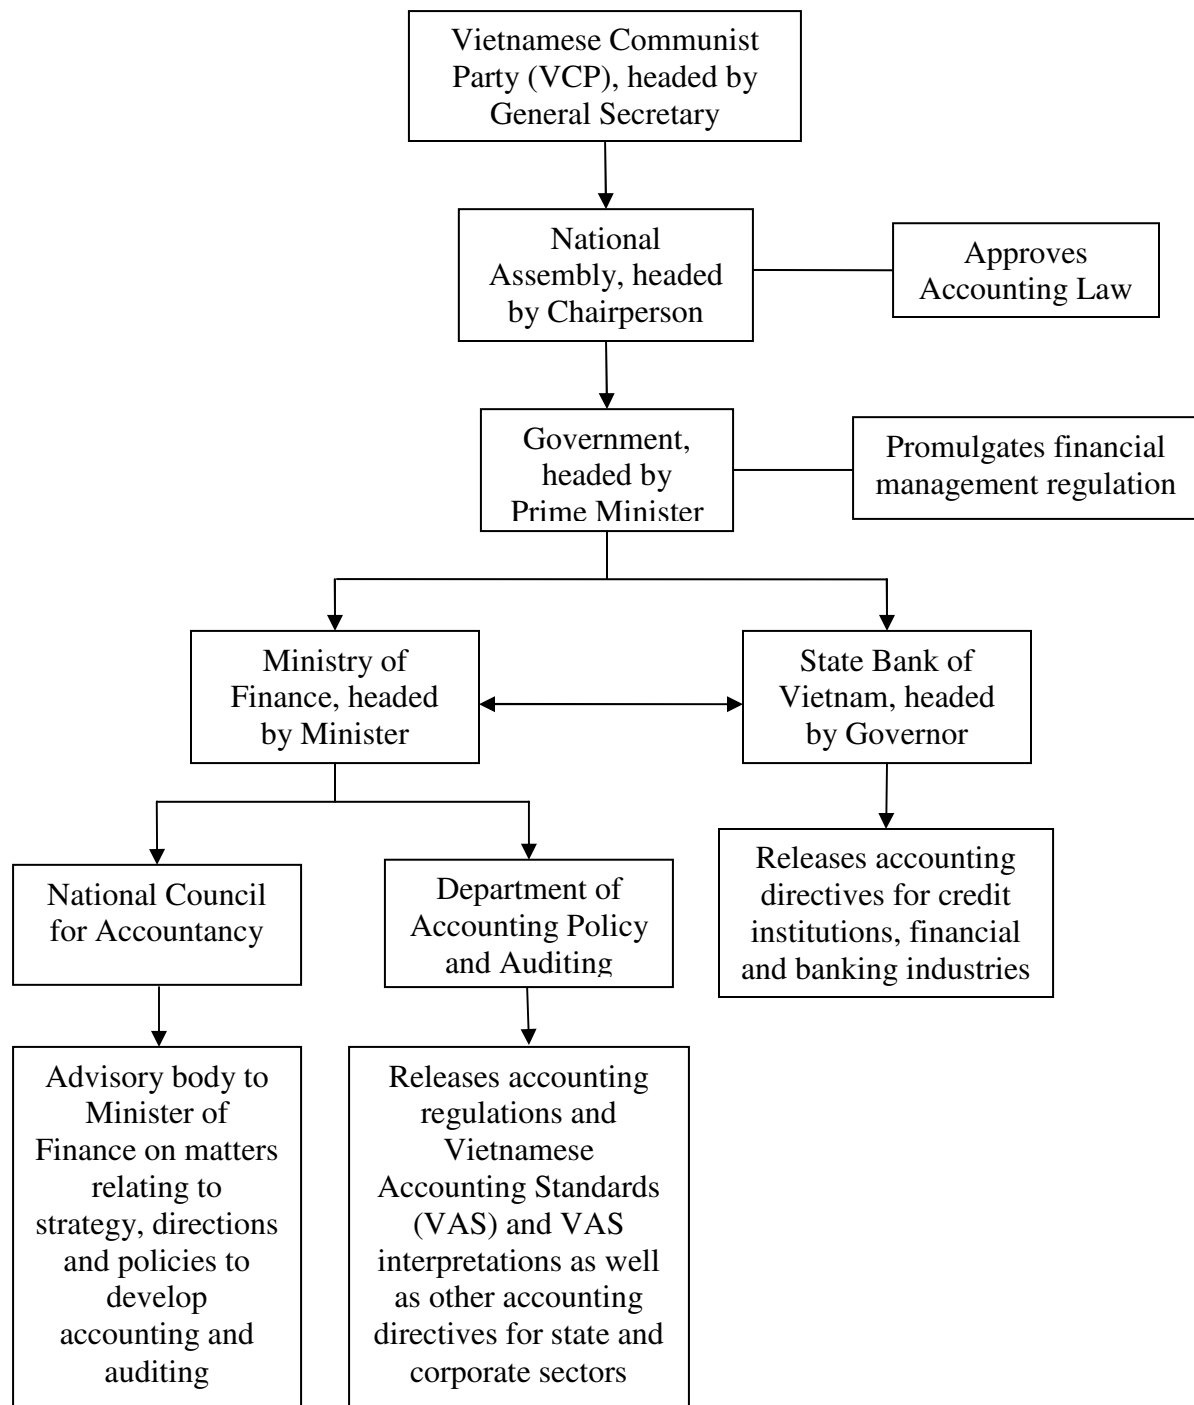 Vietnamese Communist
Party (VCP), headed by
General Secretary
National
Assembly, headed
by Chairperson
Approves
Accounting Law
Government,
headed by
Prime Minister
Promulgates financial
management regulation
Ministry of
Finance, headed
by Minister
State Bank of
Vietnam, headed
by Governor
National Council
for Accountancy
Department of
Accounting Policy
and Auditing
Releases accounting
directives for credit
institutions, financial
and banking industries
Advisory body to
Minister of
Finance on matters
relating to
strategy, directions
and policies to
develop
accounting and
auditing
Releases accounting
regulations and
Vietnamese
Accounting Standards
(VAS) and VAS
interpretations as well
as other accounting
directives for state and
corporate sectors